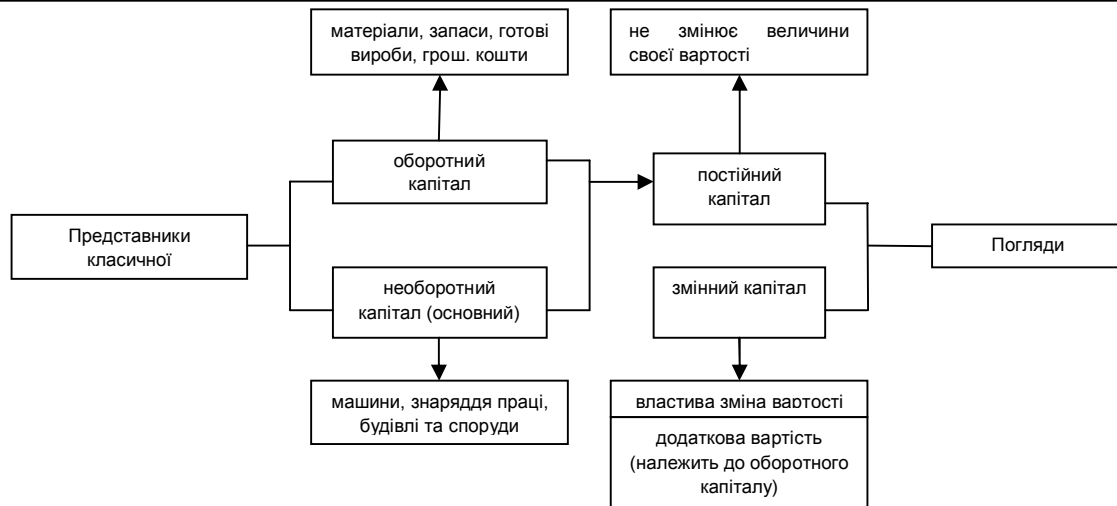 матеріали, запаси, готові
вироби, грош. кошти
не змінює величини
своєї вартості
оборотний
капітал
постійний
капітал
Представники
класичної
Погляди
необоротний
капітал (основний)
змінний капітал
машини, знаряддя праці,
будівлі та споруди
властива зміна вартості
додаткова вартість
(належить до оборотного
капіталу)